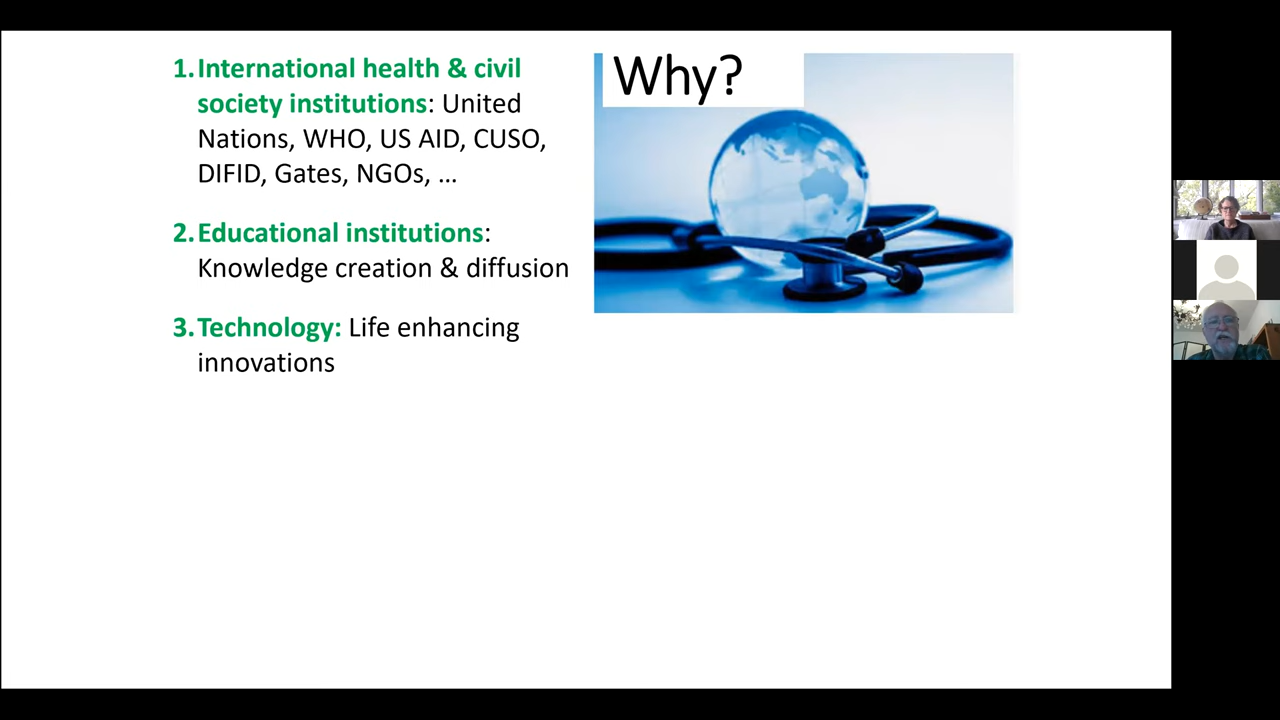 1. International health & civil
society institutions: United
Nations, WHO, US AID, CUSO,
DIFID, Gates, NGOs, ...
2. Educational institutions:
Knowledge creation & diffusion
3. Technology: Life enhancing
innovations
Why?